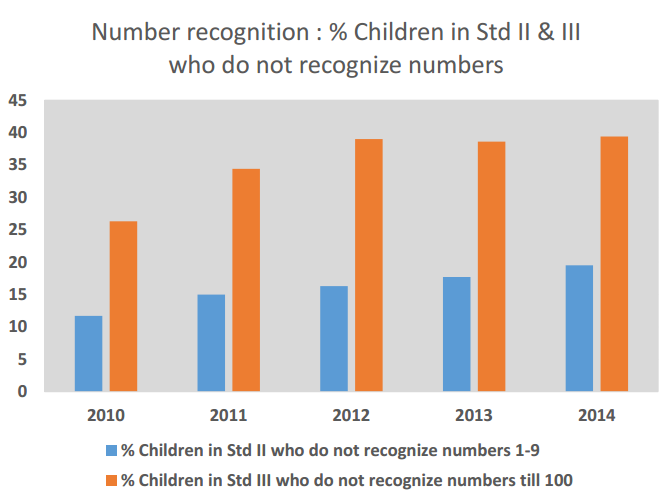 Number recognition : % Children in Std II & III
who do not recognize numbers
45
40
35
30
25
20
15
10
5
0
2010 2011 2012 2013 2014
% Children in Std II who do not recognize numbers 1-9
% Children in Std III who do not recognize numbers till 100